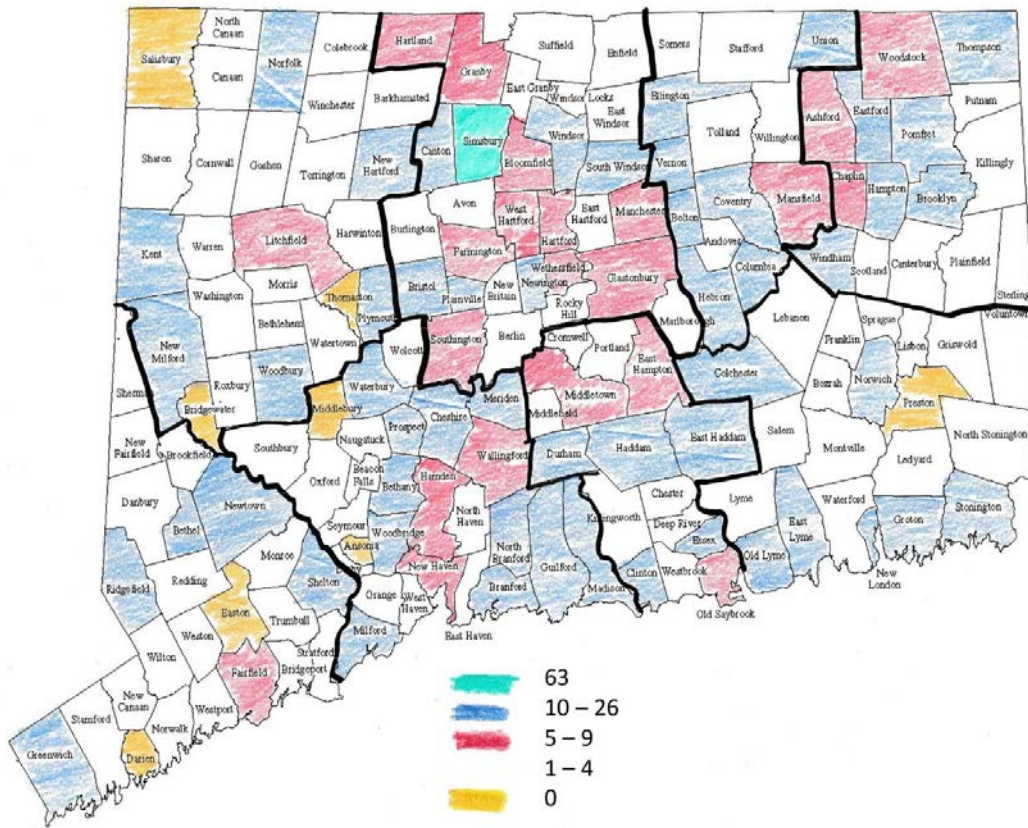 North
Canaan
Colebrook
Hartland
Suffield
Enfield
Somers
Stafford
Union
Woodstock
Thompson
Salisbury
Canaan
Norfolk
Granby
East Granby
Winchester
Barkhamsted
Windsor Locks
East
Windsor
Ellington
Tolland
Willington
Ashford
Eastford
Putnam
Pomfret
Killingly
Sharon
Cornwall
Goshen
Torrington
New
Hartford
Canton
Simsbury
Bloomfield
Windsor
South Windsor
Vernon
Coventry
Mansfield
Chaplin
Hampton
Brooklyn
Kent
Warren
Litchfield
Harwinton
Burlington
Avon
West
Hartford
Hartford
East
Hartford
Manchester
Bolton
Andover
Columbia
Windham
Scotland
Canterbury
Plainfield
Sterling
Farmington
Washington
Morris
Thomaston
Plymouth
Bristol
Plainville
New
Britain
Wethersfield
Newington
Rocky
Hill
Glastonbury
Hebron
Marlborough
Lebanon
Franklin
Sprague
Lisbon
Griswold
Voluntown
New
Milford
Bethlehem
Watertown
Wolcott
Southington
Berlin
Cromwell
Portland
East
Hampton
Colchester
Bozrah
Norwich
Preston
Sherman
Roxbury
Woodbury
Bridgewater
Middlebury
Waterbury
Cheshire
Meriden
Middletown
Middlefield
Salem
Montville
Ledyard
North Stonington
New
Fairfield
Brookfield
Southbury
Naugatuck
Prospect
Wallingford
Durham
Haddam
East Haddam
Danbury
Bethel
Newtown
Oxford
Beacon
Falls
Bethany
Hamden
North
Haven
Killingworth
Chester
Deep River
Essex
Lyme
Waterford
Groton
Stonington
Seymour
Ansonia
Woodbridge
North
Branford
Guilford
Madison
Clinton
Westbrook
Old Lyme
East
Lyme
New
London
Ridgefield
Redding
Monroe
Shelton
Orange
New Haven
West
Haven
Branford
Old Saybrook
East Haven
Easton
Trumbull
Milford
Weston
Wilton
Stratford
Bridgeport
Fairfield
New
Canaan
Stamford
Norwalk
Westport
Greenwich
Darien
63
10 – 26
5 – 9
1 – 4
0